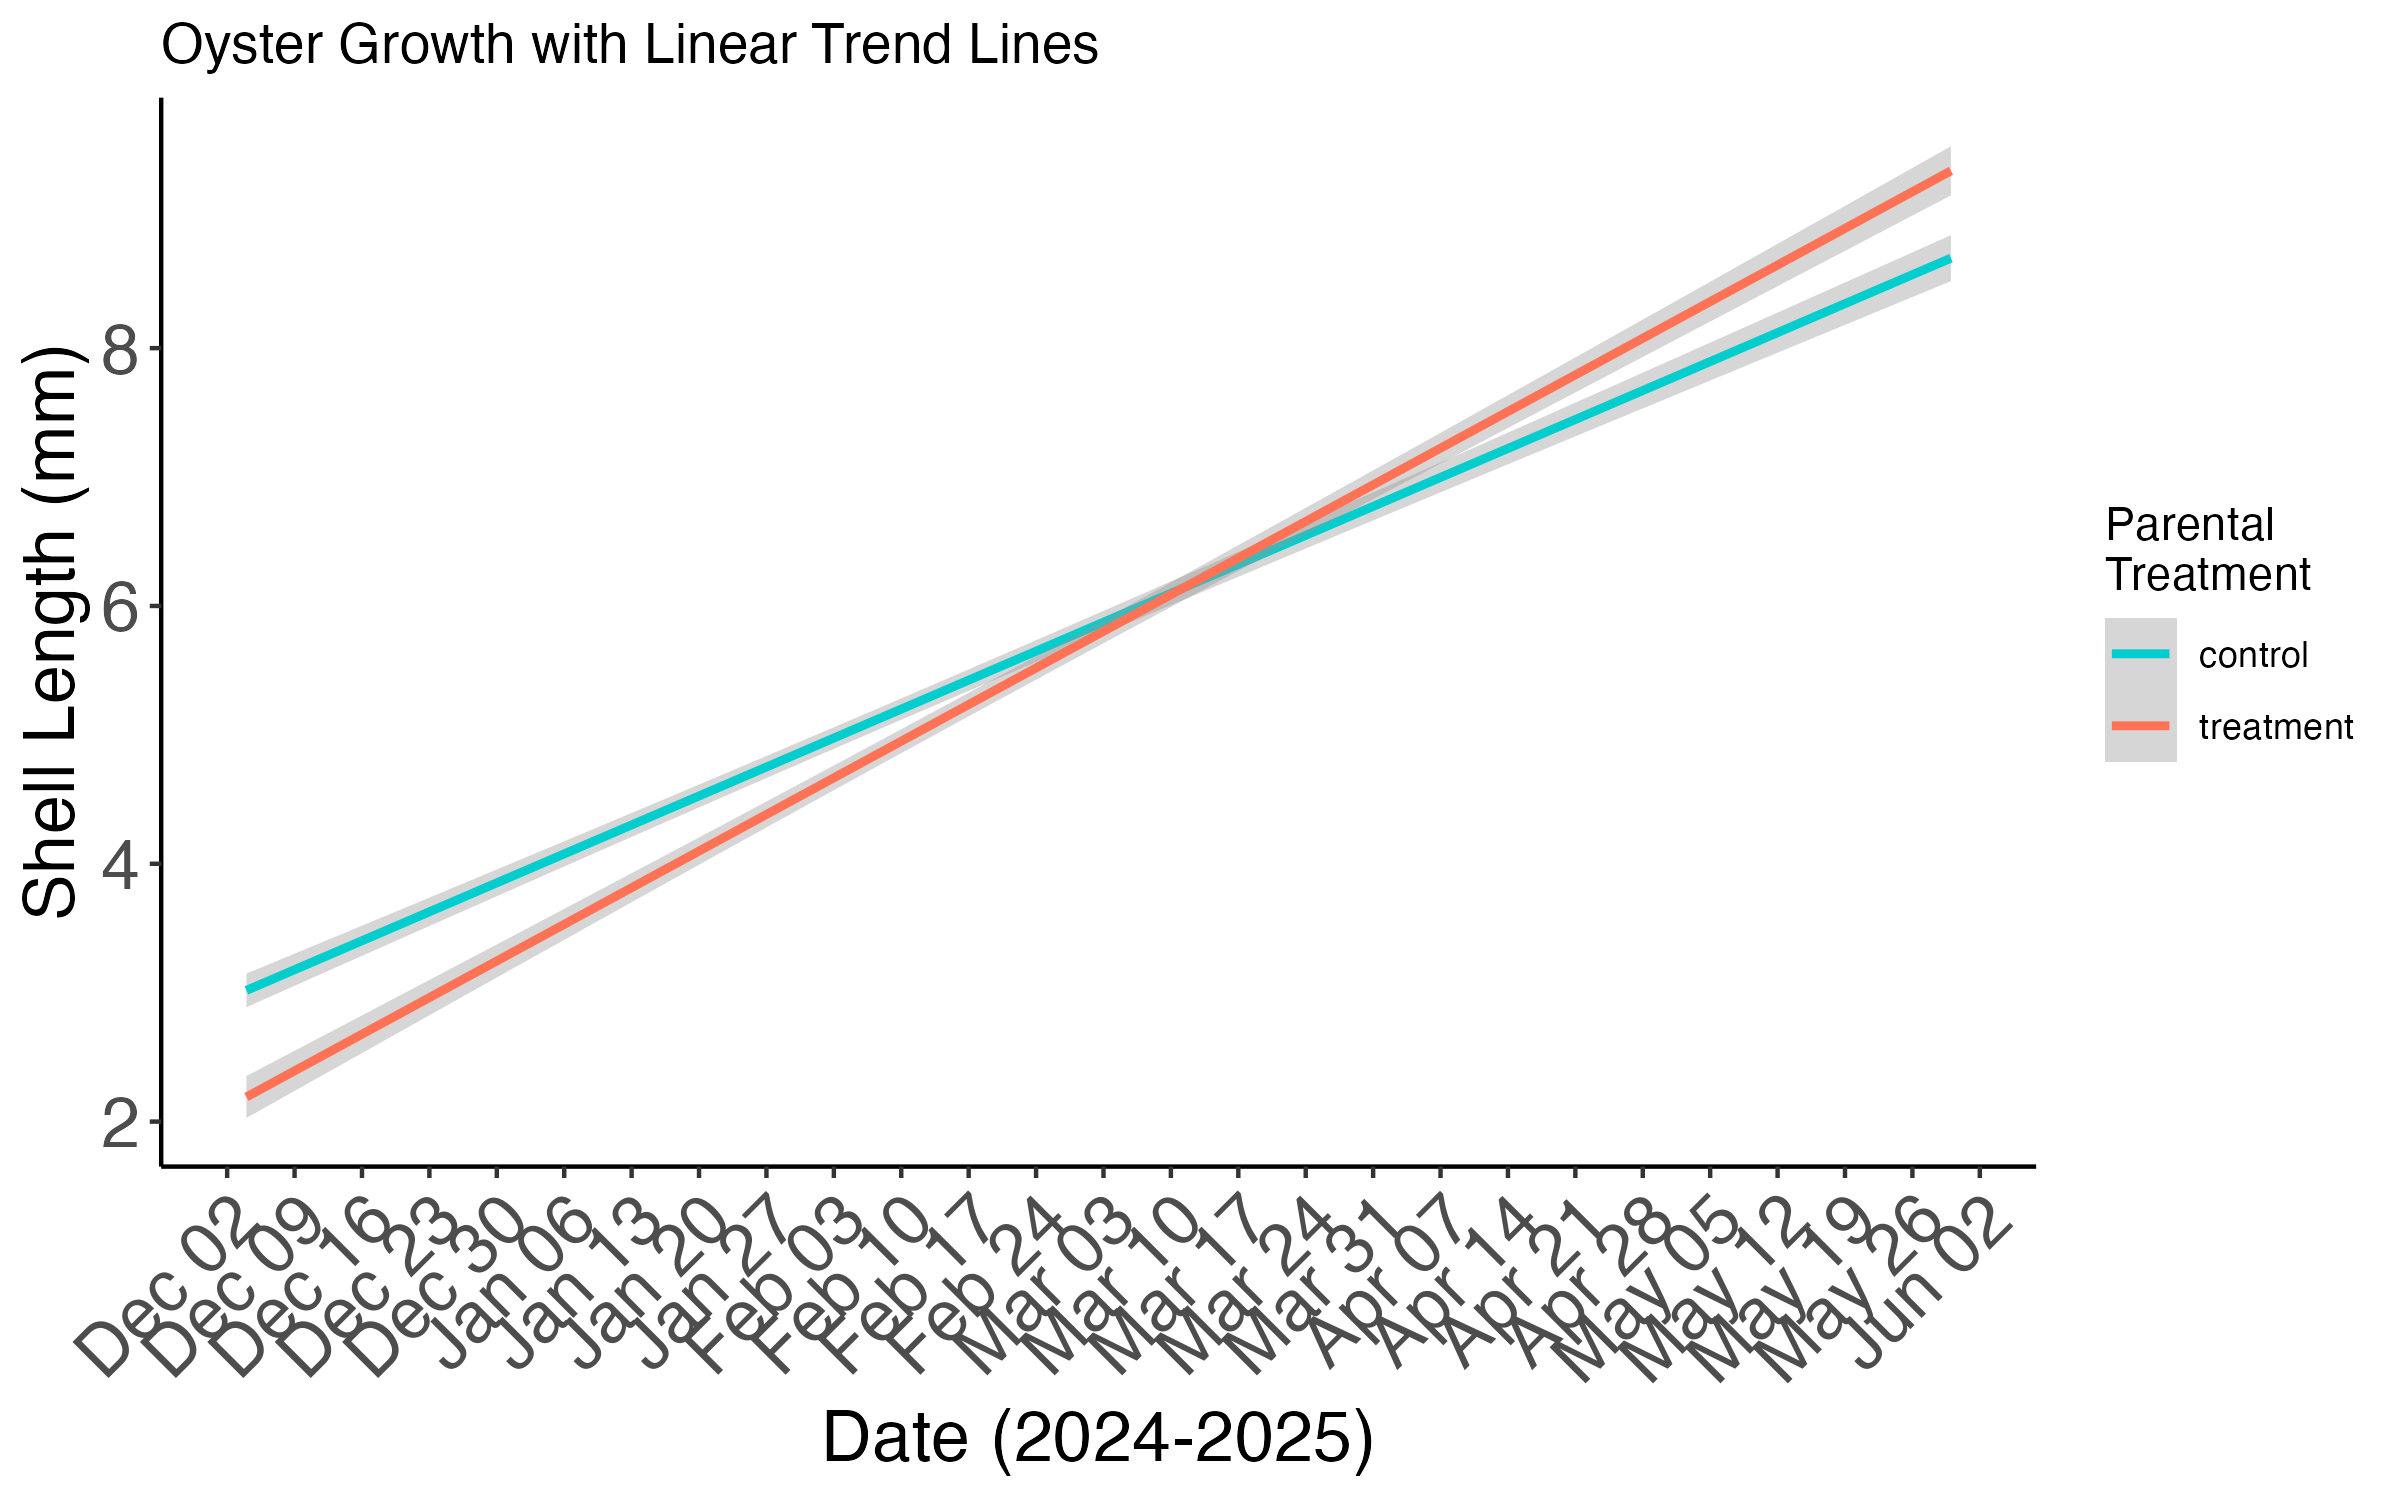 Oyster Growth with Linear Trend Lines
Shell Length (mm)
8
6
4
2
Dec 02
Dec 09
Dec 16
Dec 23
Dec 30
Jan 06
Jan 13
Jan 20
Jan 27
Feb 03
Feb 10
Feb 17
Feb 24
Mar 03
Mar 10
Mar 17
Mar 24
Mar 31
Apr 07
Apr 14
Apr 21
Apr 28
May 05
May 12
May 19
May 26
Jun 02
Date (2024-2025)
Parental
Treatment
control
treatment